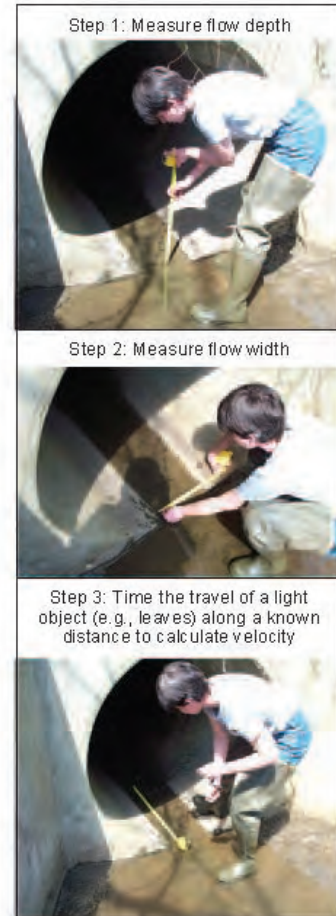 Step 1: Measure flow depth
Step 2: Measure flow width
Step 3: Time the travel of a light
object (e.g., leaves) along a known
distance to calculate velocity